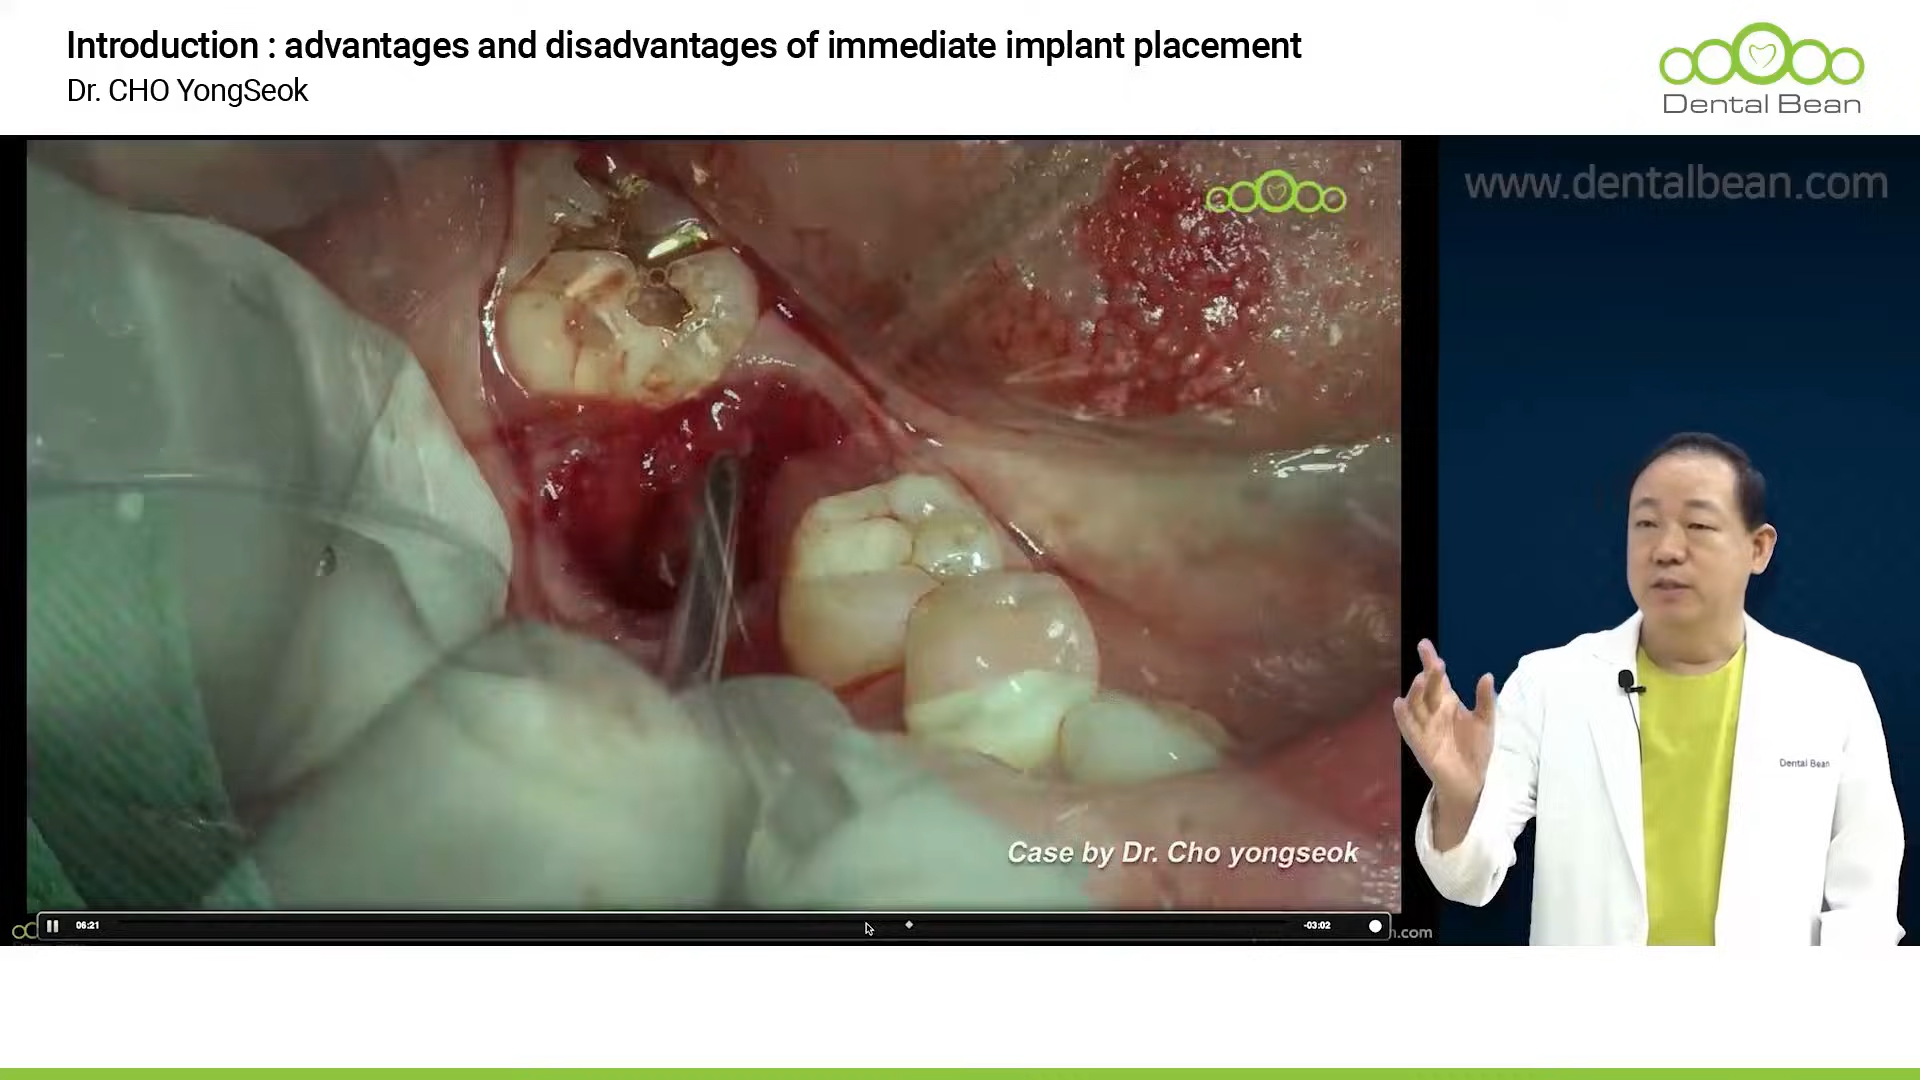 Introduction : advantages and disadvantages of immediate implant placement
Dr. CHO YongSeok
Dental Bean
www.dentalbean.com
Case by Dr. Cho yongseok
Dental Bean
06:21
-03:02
n.com